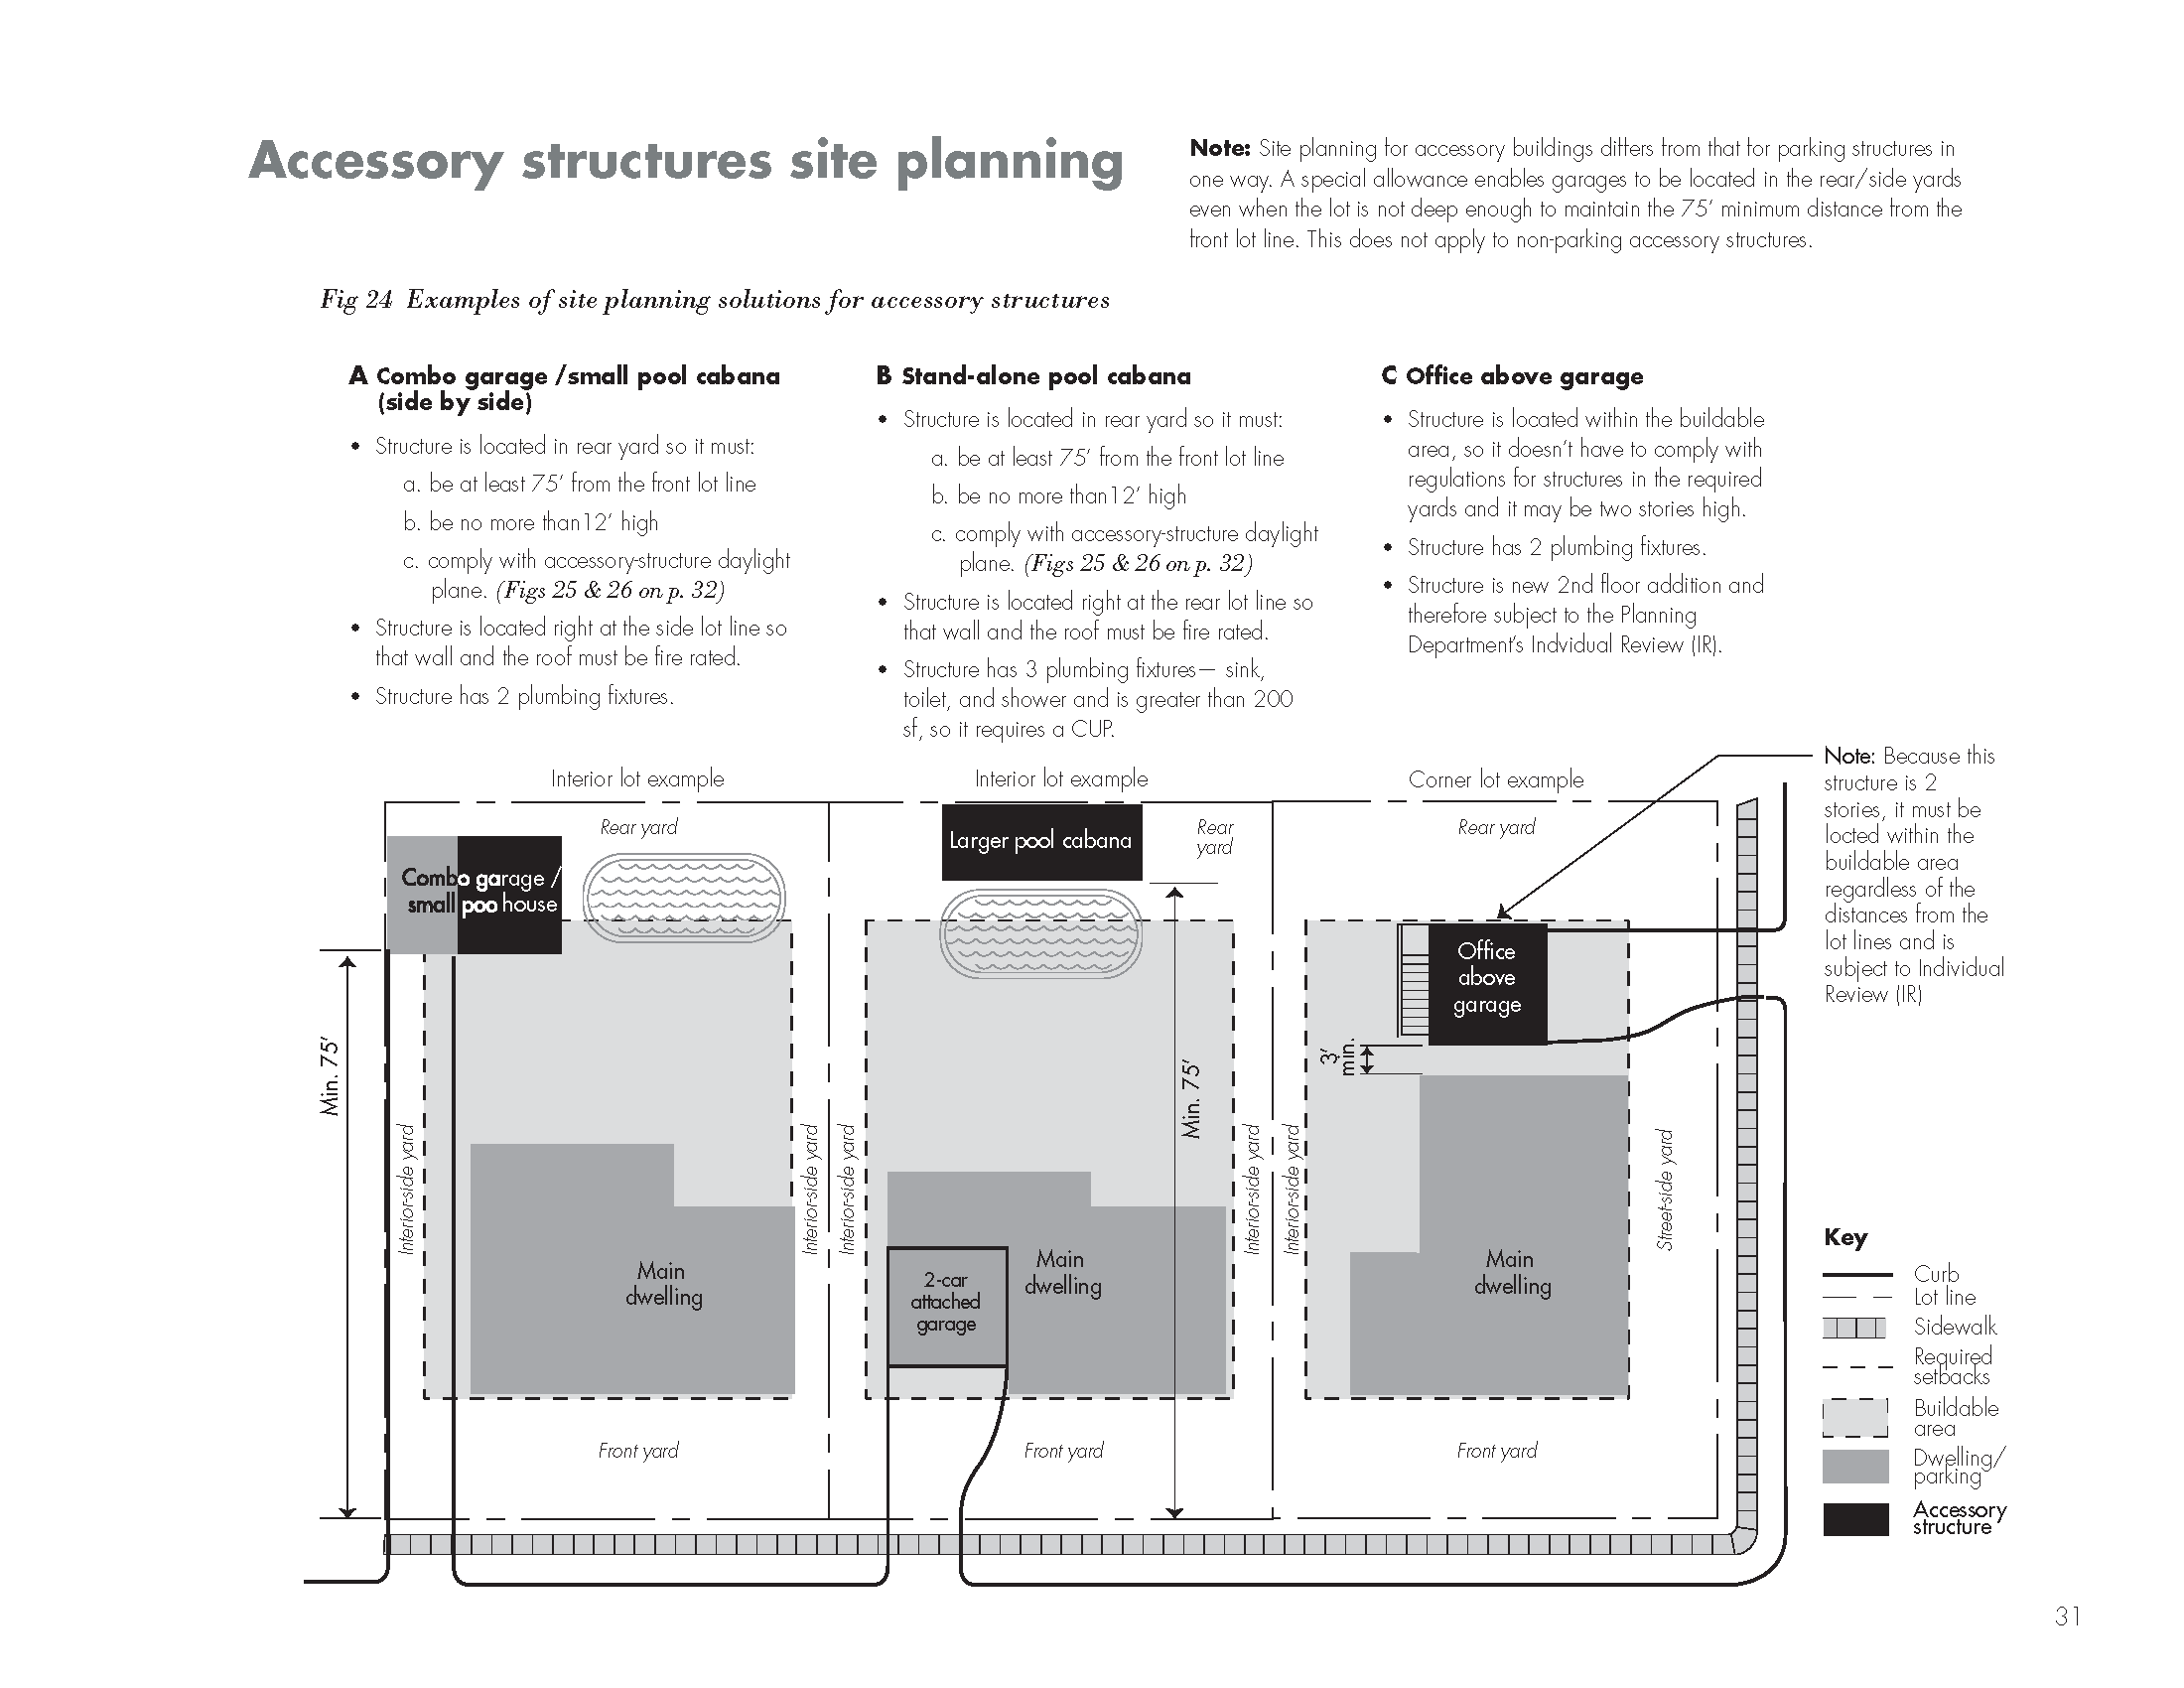 Accessory structures site planning
Note: Site planning for accessory buildings differs from that for parking structures in
one way. A special allowance enables garages to be located in the rear/side yards
even when the lot is not deep enough to maintain the 75’ minimum distance from the
front lot line. This does not apply to non-parking accessory structures.
Fig 24 Examples of site planning solutions for accessory structures
A Combo garage /small pool cabana
(side by side)
• Structure is located in rear yard so it must:
a. be at least 75’ from the front lot line
b. be no more than12’ high
c. comply with accessory-structure daylight
plane. (Figs 25 & 26 on p. 32)
• Structure is located right at the side lot line so
that wall and the roof must be fire rated.
• Structure has 2 plumbing fixtures.
B Stand-alone pool cabana
• Structure is located in rear yard so it must:
a. be at least 75’ from the front lot line
b. be no more than12’ high
c. comply with accessory-structure daylight
plane. (Figs 25 & 26 on p. 32)
• Structure is located right at the rear lot line so
that wall and the roof must be fire rated.
• Structure has 3 plumbing fixtures— sink,
toilet, and shower and is greater than 200
sf, so it requires a CUP.
C Office above garage
• Structure is located within the buildable
area, so it doesn’t have to comply with
regulations for structures in the required
yards and it may be two stories high.
• Structure has 2 plumbing fixtures.
• Structure is new 2nd floor addition and
therefore subject to the Planning
Department’s Indvidual Review (IR).
Interior lot example
Interior lot example
Corner lot example
Note: Because this
structure is 2
stories, it must be
locted within the
buildable area
regardless of the
distances from the
lot lines and is
subject to Individual
Review (IR)
Rear yard
Combo garage /
small poo house
Min. 75’
Interior-side yard
Main
dwelling
Interior-side yard
Front yard
Larger pool cabana
Rear
yard
Min. 75’
Interior-side yard
2-car
attached
garage
Main
dwelling
Interior-side yard
Front yard
Rear yard
Office
above
garage
3’
min.
Interior-side yard
Main
dwelling
Street-side yard
Front yard
Key
Curb
Lot line
Sidewalk
Required
setbacks
Buildable
area
Dwelling/
parking
Accessory
structure
31